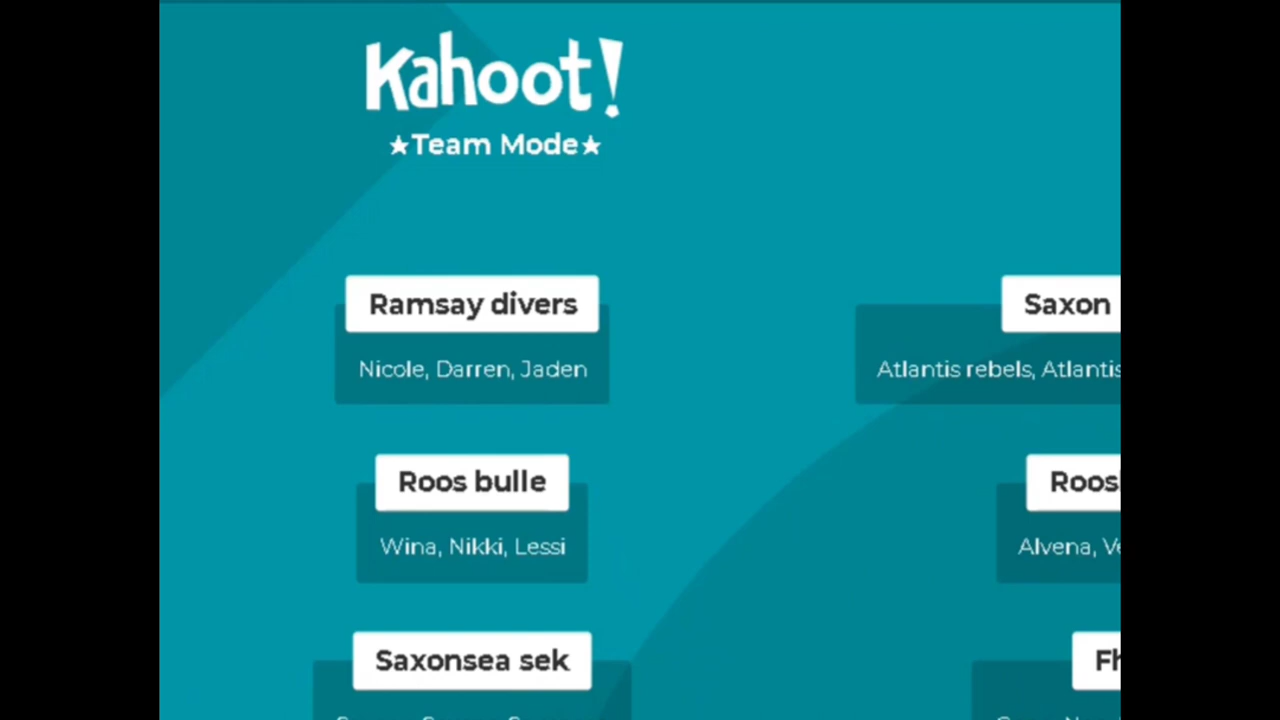 Kahoot!
★Team Mode★
Ramsay divers
Saxon
Nicole, Darren, Jaden
Atlantis rebels, Atlantis
Roos bulle
Wina, Nikki, Lessi
Alvena,
Saxonsea sek